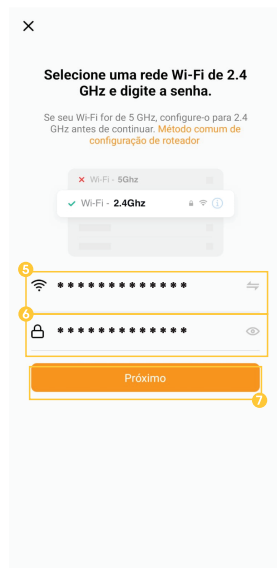 Selecione uma rede Wi-Fi de 2.4
GHz e digite a senha.
Se seu Wi-Fi for de 5 GHz, configure-o para 2.4
GHz antes de continuar. Método comum de
configuração de roteador
× Wi-Fi - 5Ghz
✓ Wi-Fi - 2.4Ghz
5
* * * * * * * * * * * * *
6
* * * * * * * * * * * * *
Próximo
7